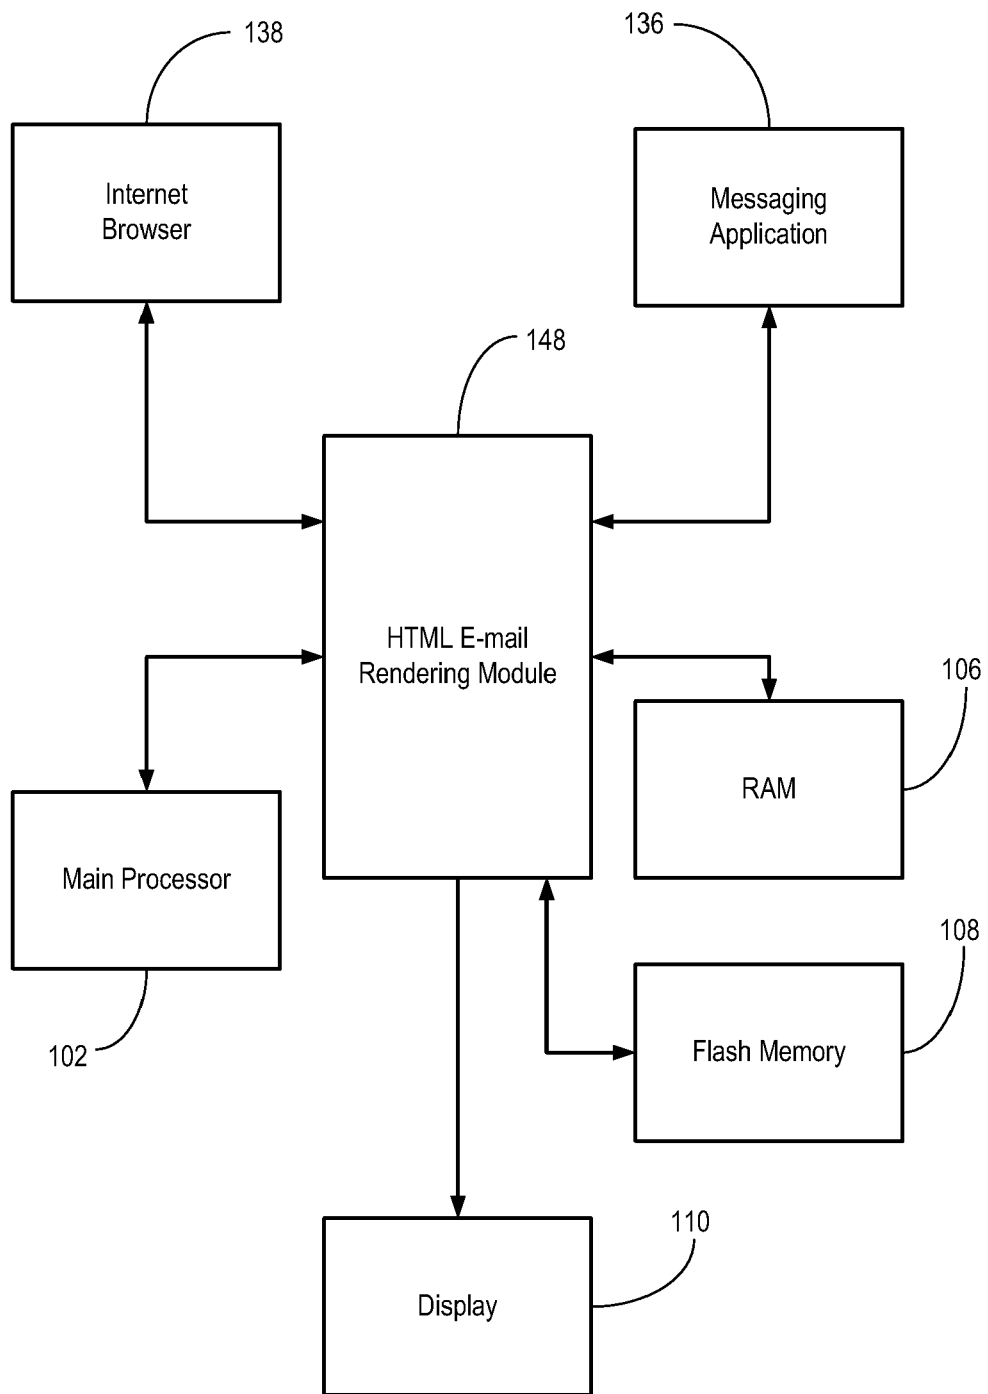 138
136
Internet
Browser
Messaging
Application
148
HTML E-mail
Rendering Module
106
RAM
Main Processor
108
102
Flash Memory
110
Display